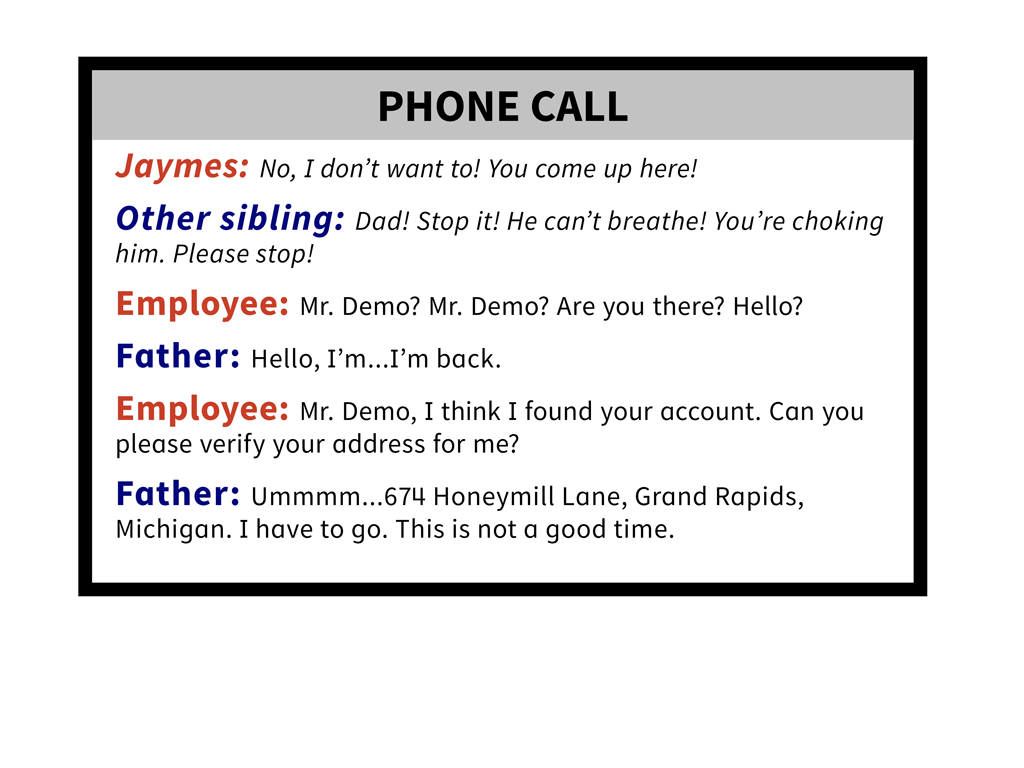 PHONE CALL
Jaymes: No, I don’t want to! You come up here!
Other sibling: Dad! Stop it! He can’t breathe! You’re choking
him. Please stop!
Employee: Mr. Demo? Mr. Demo? Are you there? Hello?
Father: Hello, I’m...I’m back.
Employee: Mr. Demo, I think I found your account. Can you
please verify your address for me?
Father: Ummmm...674 Honeymill Lane, Grand Rapids,
Michigan. I have to go. This is not a good time.